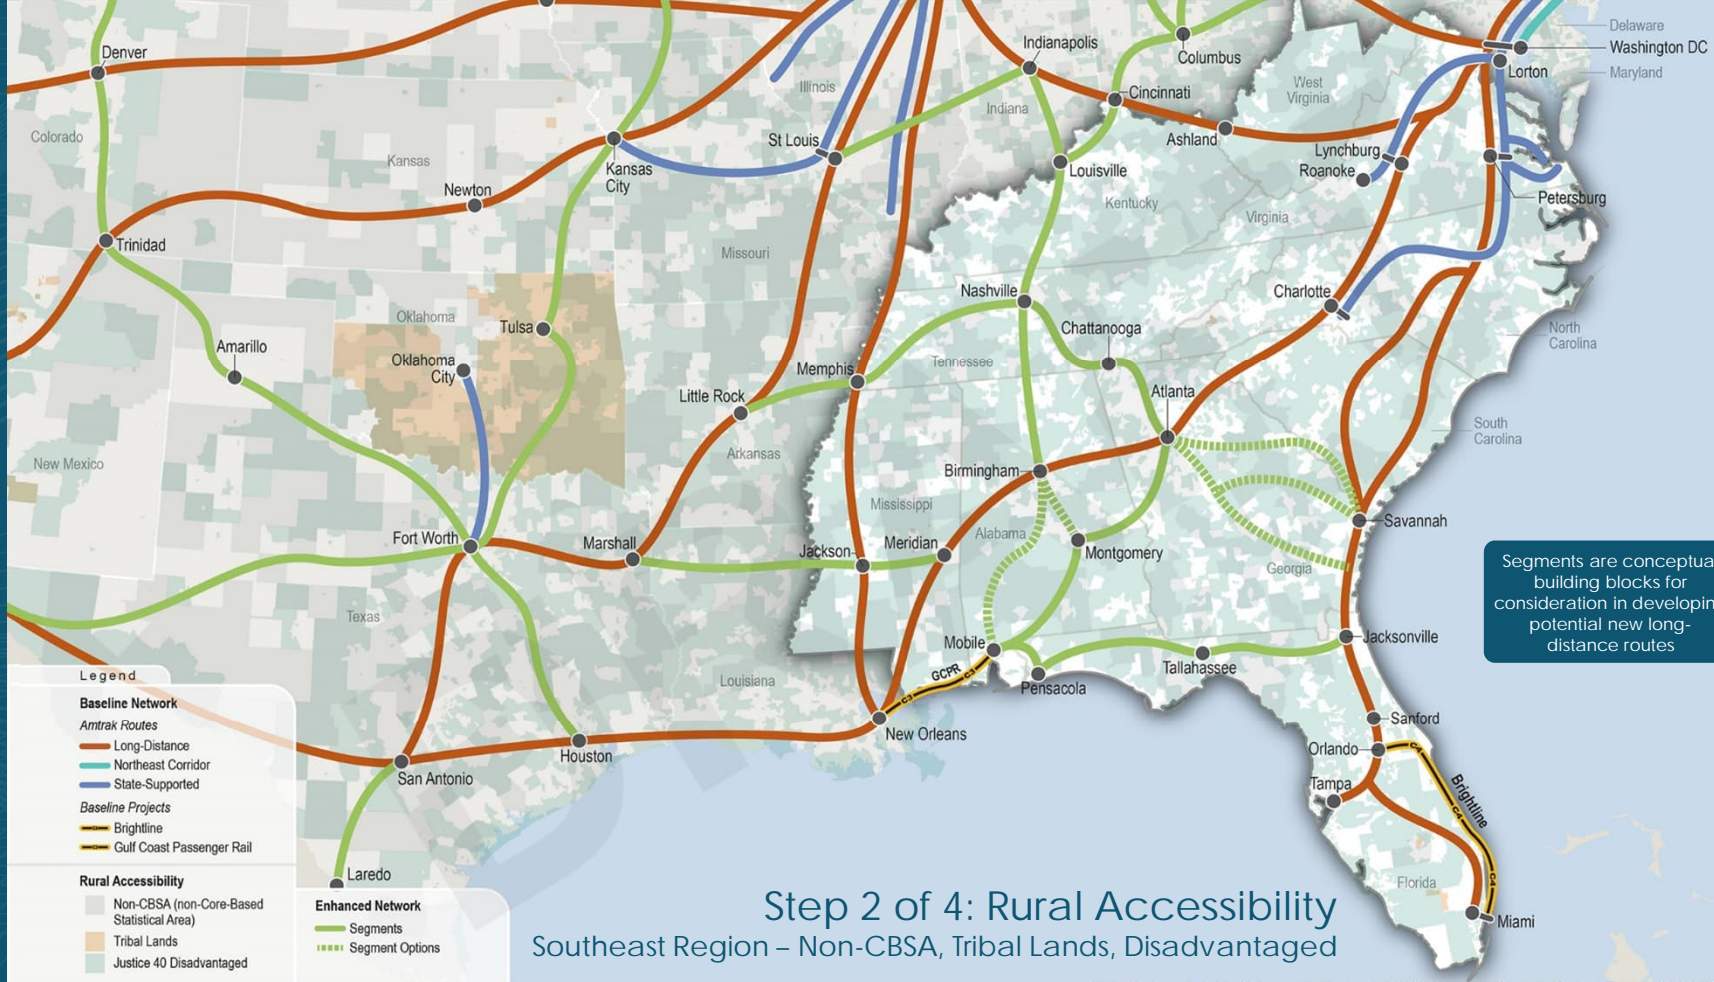 Denver
Indianapolis
Columbus
Delaware
Washington DC
Lorton
Maryland
Illinois
Indiana
Cincinnati
West
Virginia
Colorado
Kansas
St Louis
Ashland
Lynchburg
Roanoke
Kansas
City
Newton
Louisville
Kentucky
Virginia
Petersburg
Trinidad
Missouri
Nashville
Charlotte
Oklahoma
Tulsa
Chattanooga
North
Carolina
Amarillo
Oklahoma
City
Memphis
Tennessee
Little Rock
Atlanta
South
Carolina
New Mexico
Arkansas
Birmingham
Mississippi
Alabama
Savannah
Fort Worth
Marshall
Jackson
Meridian
Montgomery
Georgia
Segments are conceptua
building blocks for
consideration in developin
potential new long-
distance routes
Texas
Mobile
Jacksonville
Tallahassee
GCPR
C3
C3
Pensacola
Louisiana
New Orleans
Sanford
Orlando
C4
Houston
San Antonio
Tampa
Brightline
C4
C4
Florida
Miami
Laredo
Legend
Baseline Network
Amtrak Routes
Long-Distance
Northeast Corridor
State-Supported
Baseline Projects
Brightline
Gulf Coast Passenger Rail
Rural Accessibility
Non-CBSA (non-Core-Based
Statistical Area)
Tribal Lands
Justice 40 Disadvantaged
Enhanced Network
Segments
Segment Options
Step 2 of 4: Rural Accessibility
Southeast Region – Non-CBSA, Tribal Lands, Disadvantaged